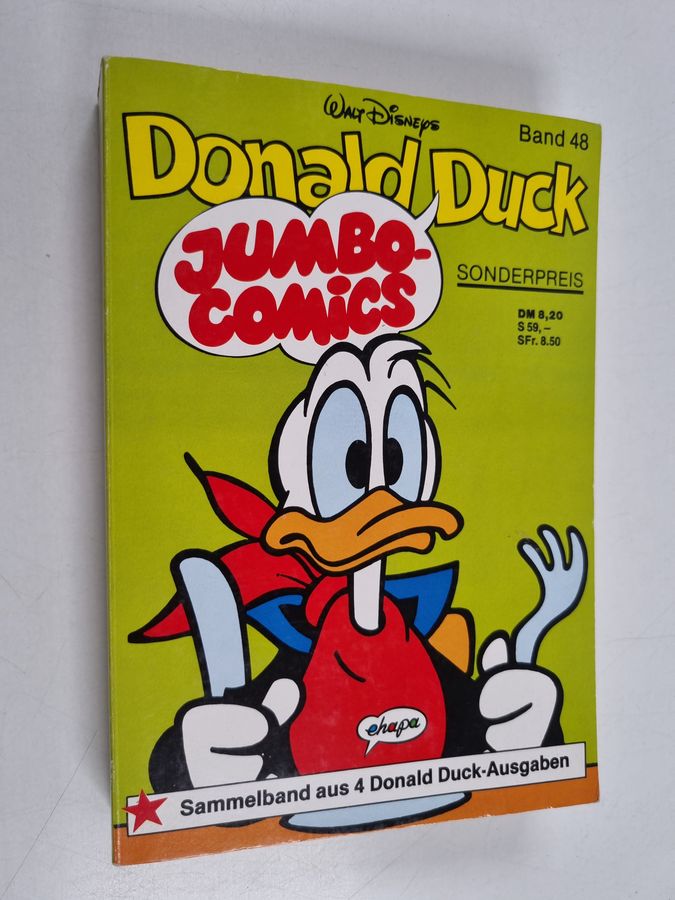 WALT DISNEYS
Band 48
Donald Duck
JUMBO-
COMICS
SONDERPREIS
DM 8,20
S 59,–
SFr. 8.50
ehapa
Sammelband aus 4 Donald Duck-Ausgaben